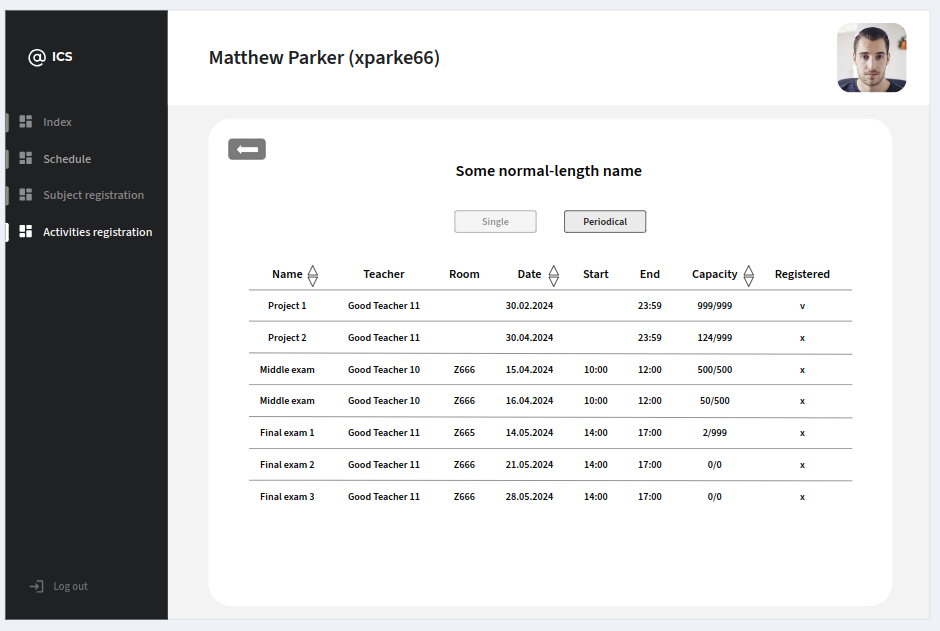 @ ICS
Matthew Parker (xparke66)
Index
Schedule
Subject registration
Activities registration
Log out
Some normal-length name
Single Periodical
Name Teacher Room Date Start End Capacity Registered
Project 1 Good Teacher 11 30.02.2024 23:59 999/999 v
Project 2 Good Teacher 11 30.04.2024 23:59 124/999 x
Middle exam Good Teacher 10 Z666 15.04.2024 10:00 12:00 500/500 x
Middle exam Good Teacher 10 Z666 16.04.2024 10:00 12:00 50/500 x
Final exam 1 Good Teacher 11 Z665 14.05.2024 14:00 17:00 2/999 x
Final exam 2 Good Teacher 11 Z666 21.05.2024 14:00 17:00 0/0 x
Final exam 3 Good Teacher 11 Z666 28.05.2024 14:00 17:00 0/0 x